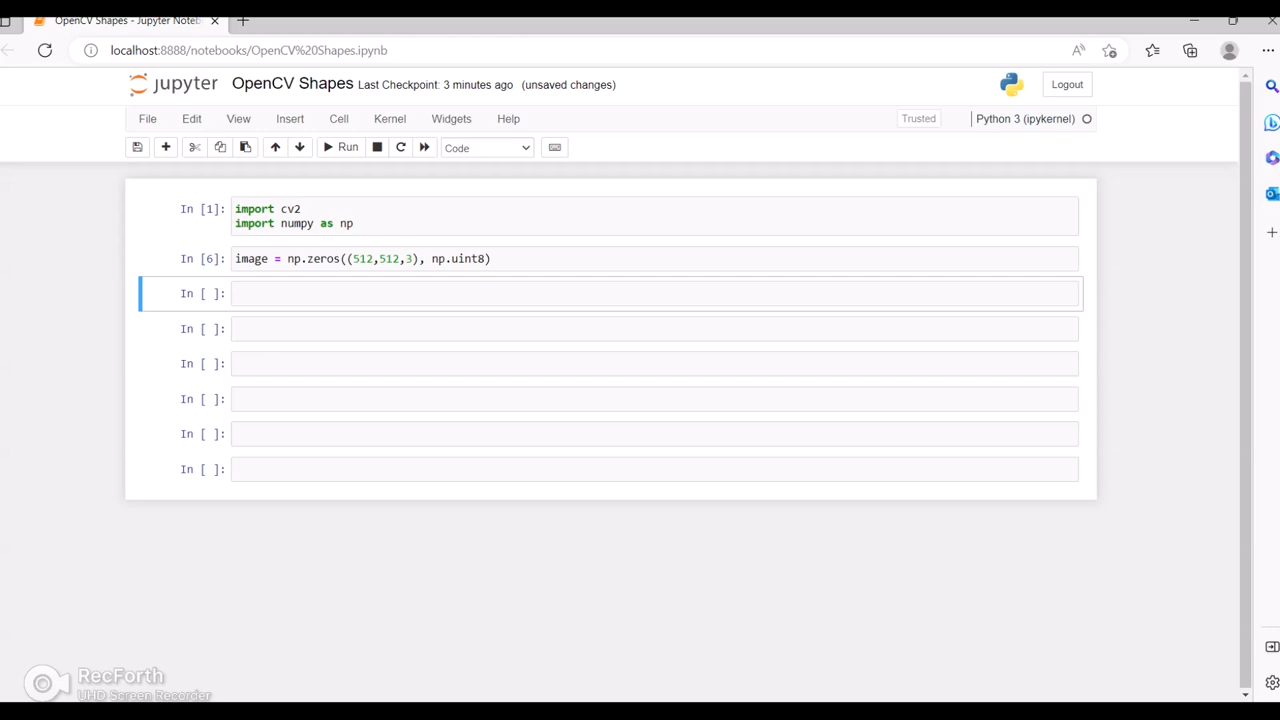 OpenCV Shapes - Jupyter Noteb
localhost:8888/notebooks/OpenCV%20Shapes.ipynb
jupyter OpenCV Shapes Last Checkpoint: 3 minutes ago (unsaved changes) Logout
File Edit View Insert Cell Kernel Widgets Help Trusted Python 3 (ipykernel)
Run Code
In [1]: import cv2
import numpy as np
In [6]: image = np.zeros((512,512,3), np.uint8)
In [ ]:
In [ ]:
In [ ]:
In [ ]:
In [ ]:
In [ ]:
RecForth
UHD Screen Recorder